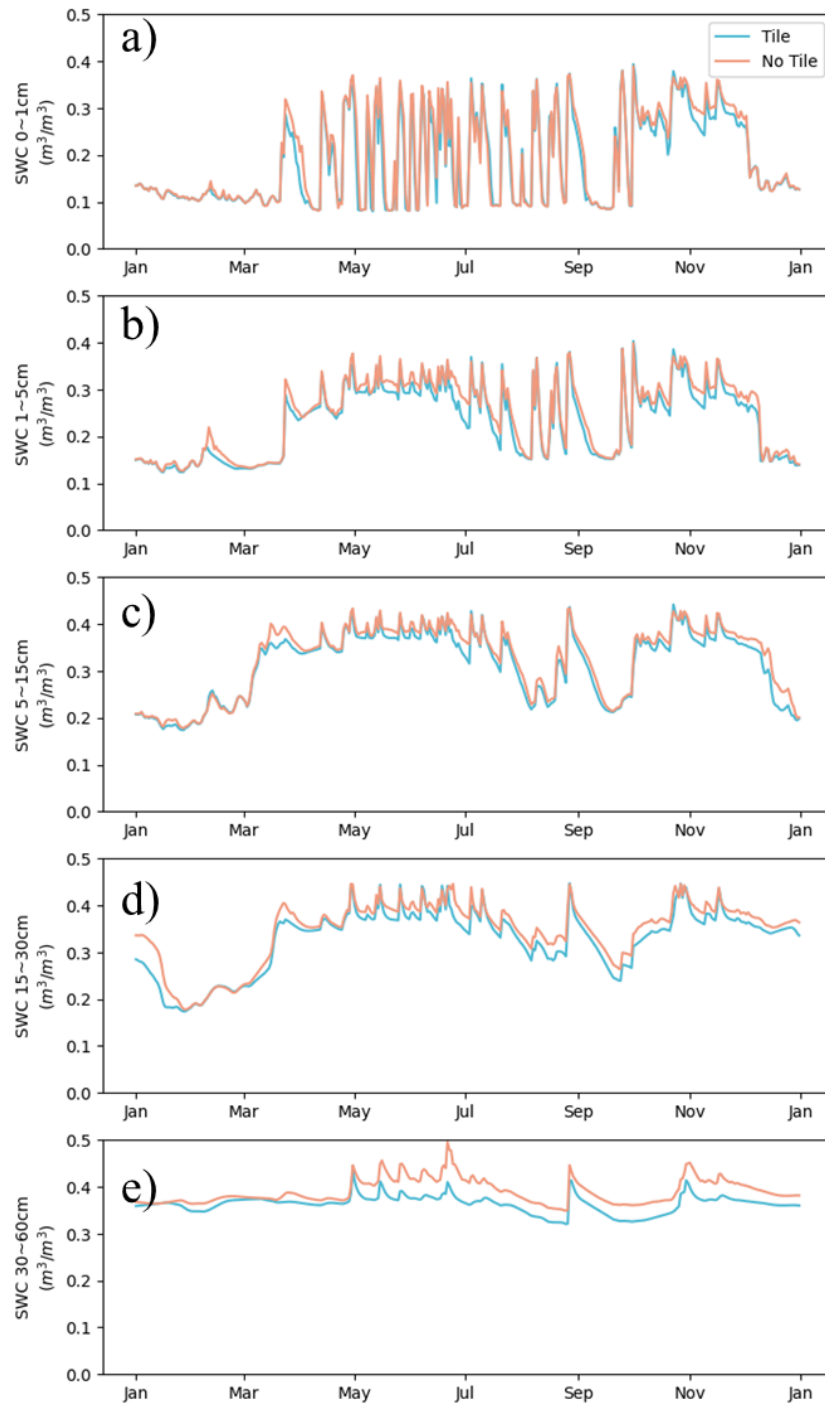 a)
Tile
No Tile
SWC 0~1cm
(m³/m³)
0.5
0.4
0.3
0.2
0.1
0.0
Jan Mar May Jul Sep Nov Jan
b)
SWC 1~5cm
(m³/m³)
0.5
0.4
0.3
0.2
0.1
0.0
Jan Mar May Jul Sep Nov Jan
c)
SWC 5~15cm
(m³/m³)
0.5
0.4
0.3
0.2
0.1
0.0
Jan Mar May Jul Sep Nov Jan
d)
SWC 15~30cm
(m³/m³)
0.5
0.4
0.3
0.2
0.1
0.0
Jan Mar May Jul Sep Nov Jan
e)
SWC 30~60cm
(m³/m³)
0.5
0.4
0.3
0.2
0.1
0.0
Jan Mar May Jul Sep Nov Jan